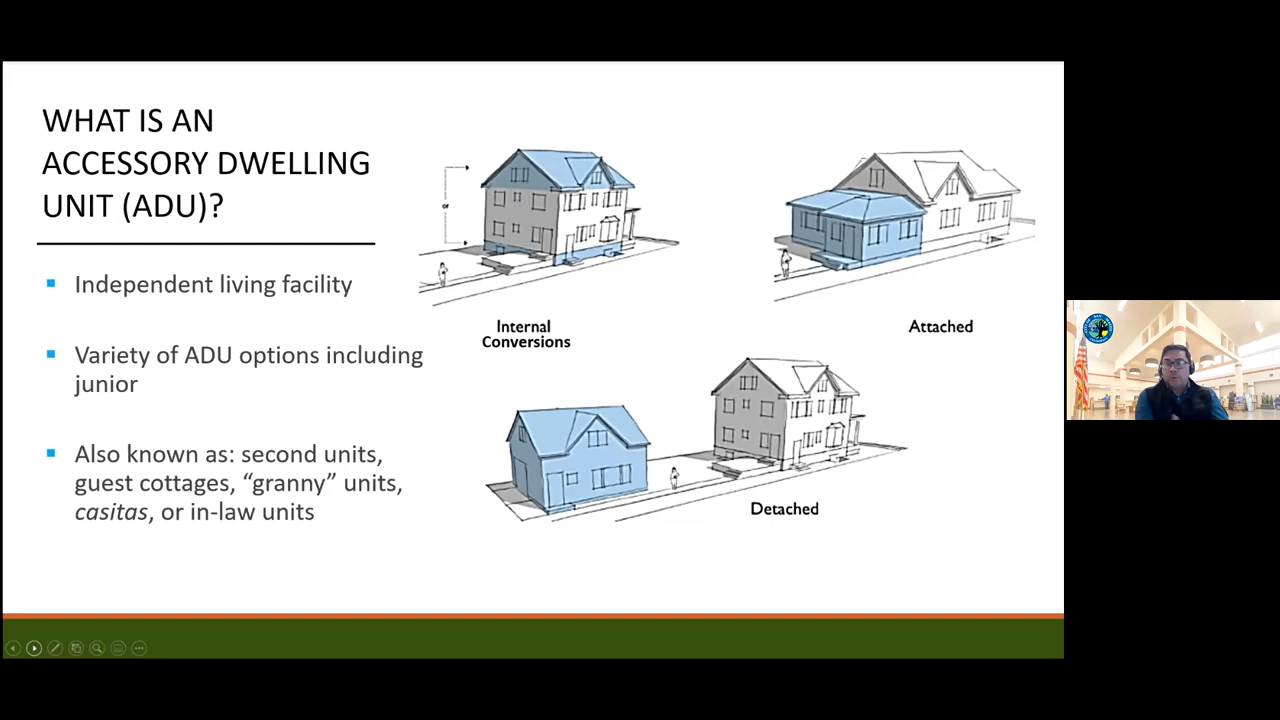 WHAT IS AN
ACCESSORY DWELLING
UNIT (ADU)?
▪ Independent living facility
▪ Variety of ADU options including
junior
▪ Also known as: second units,
guest cottages, “granny” units,
casitas, or in-law units
or
Internal
Conversions
Attached
Detached